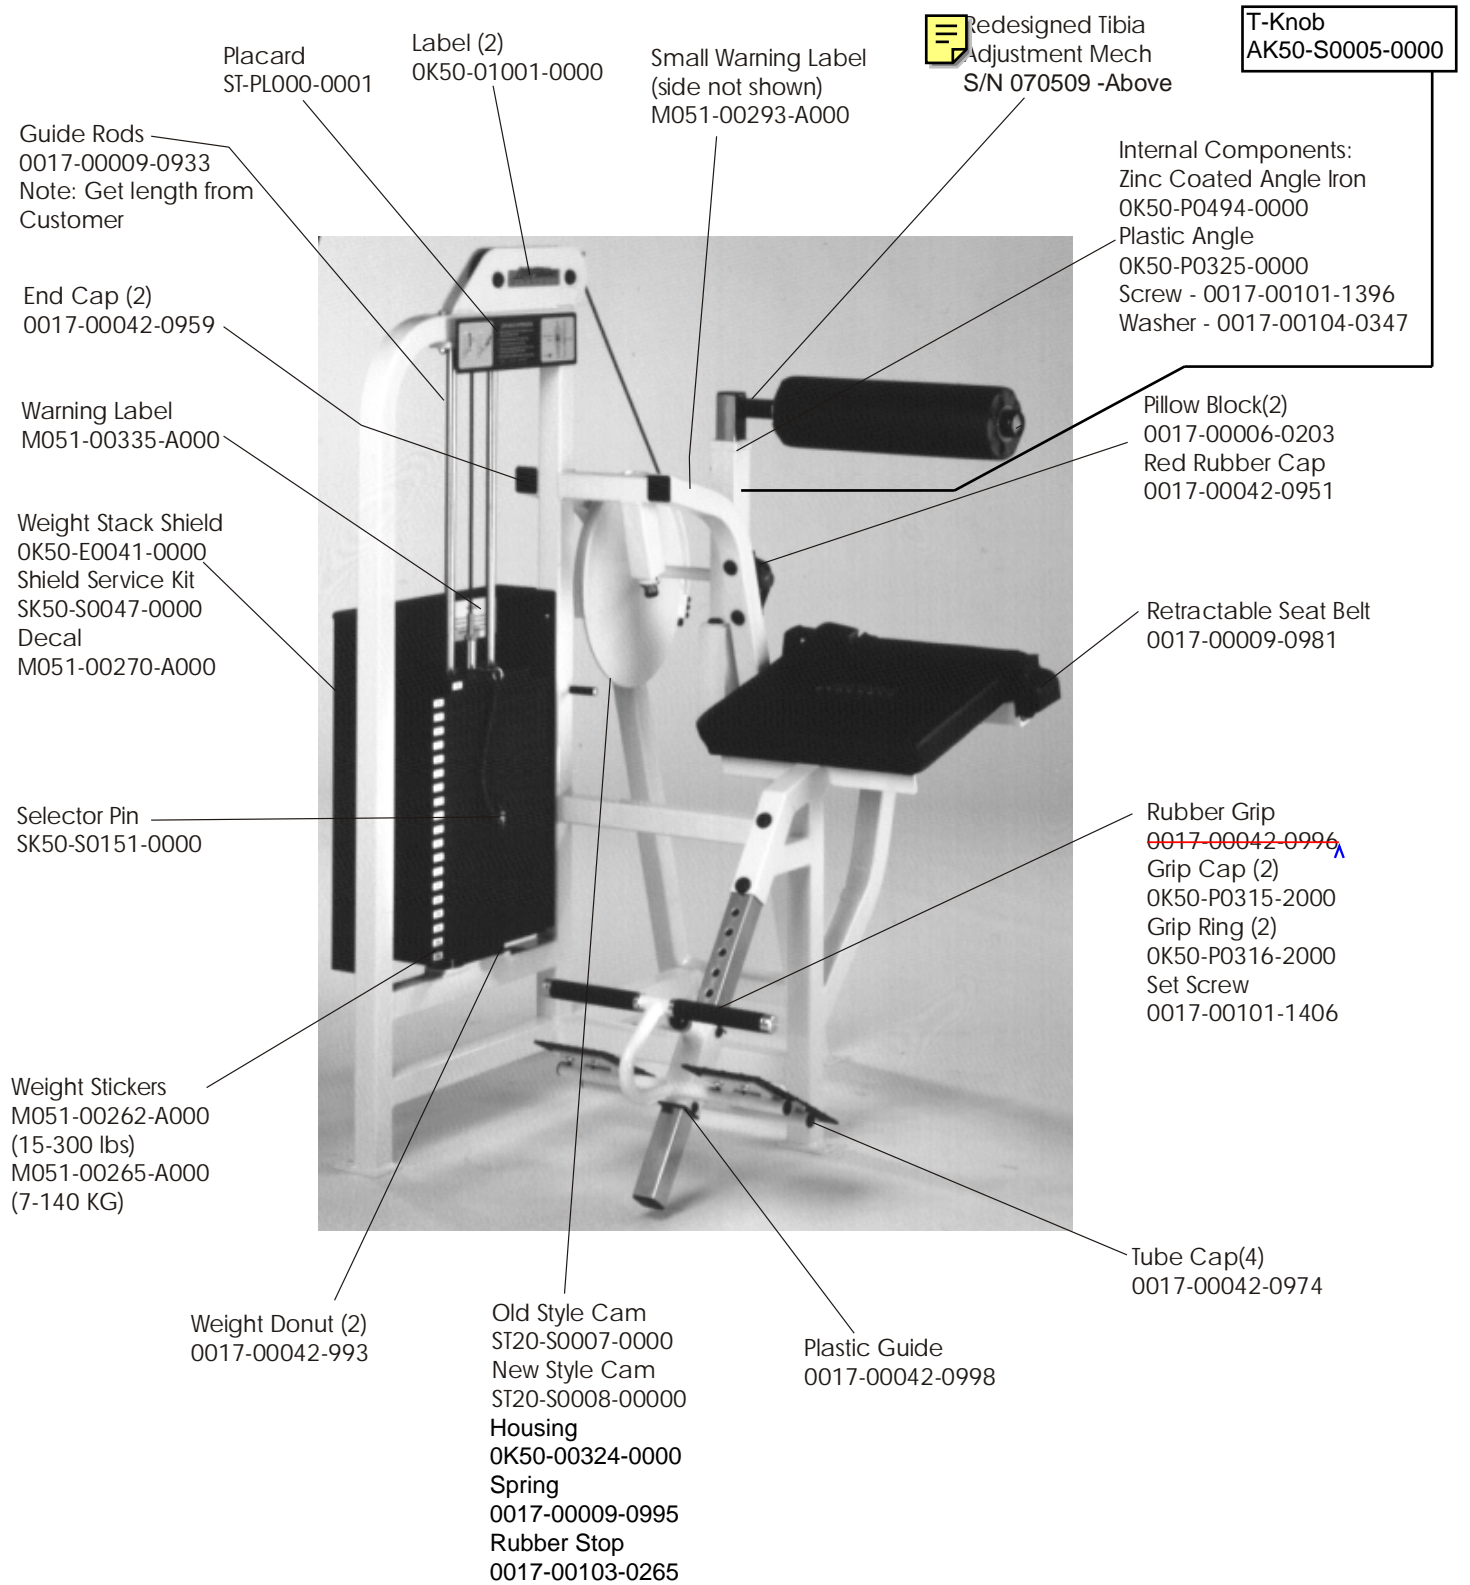 Placard
ST-PL000-0001
Label (2)
0K50-01001-0000
Small Warning Label
(side not shown)
M051-00293-A000
Redesigned Tibia
Adjustment Mech
S/N 070509 -Above
T-Knob
AK50-S0005-0000
Guide Rods
0017-00009-0933
Note: Get length from
Customer
Internal Components:
Zinc Coated Angle Iron
0K50-P0494-0000
Plastic Angle
0K50-P0325-0000
Screw - 0017-00101-1396
Washer - 0017-00104-0347
End Cap (2)
0017-00042-0959
Warning Label
M051-00335-A000
Pillow Block(2)
0017-00006-0203
Red Rubber Cap
0017-00042-0951
Weight Stack Shield
0K50-E0041-0000
Shield Service Kit
SK50-S0047-0000
Decal
M051-00270-A000
Retractable Seat Belt
0017-00009-0981
Selector Pin
SK50-S0151-0000
Rubber Grip
0017-00042-0996
Grip Cap (2)
0K50-P0315-2000
Grip Ring (2)
0K50-P0316-2000
Set Screw
0017-00101-1406
Weight Stickers
M051-00262-A000
(15-300 lbs)
M051-00265-A000
(7-140 KG)
Tube Cap(4)
0017-00042-0974
Weight Donut (2)
0017-00042-993
Old Style Cam
ST20-S0007-0000
New Style Cam
ST20-S0008-00000
Housing
0K50-00324-0000
Spring
0017-00009-0995
Rubber Stop
0017-00103-0265
Plastic Guide
0017-00042-0998